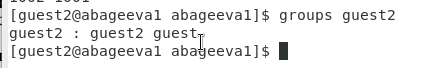 [guest2@abageeva1 abageeva1]$ groups guest2
guest2 : guest2 guest
[guest2@abageeva1 abageeva1]$